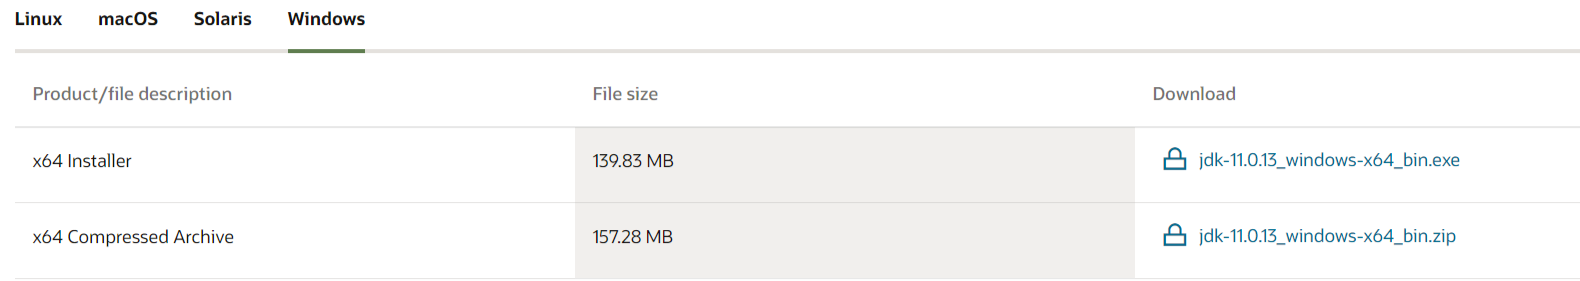 Linux macOS Solaris Windows
Product/file description File size Download
x64 Installer 139.83 MB jdk-11.0.13_windows-x64_bin.exe
x64 Compressed Archive 157.28 MB jdk-11.0.13_windows-x64_bin.zip